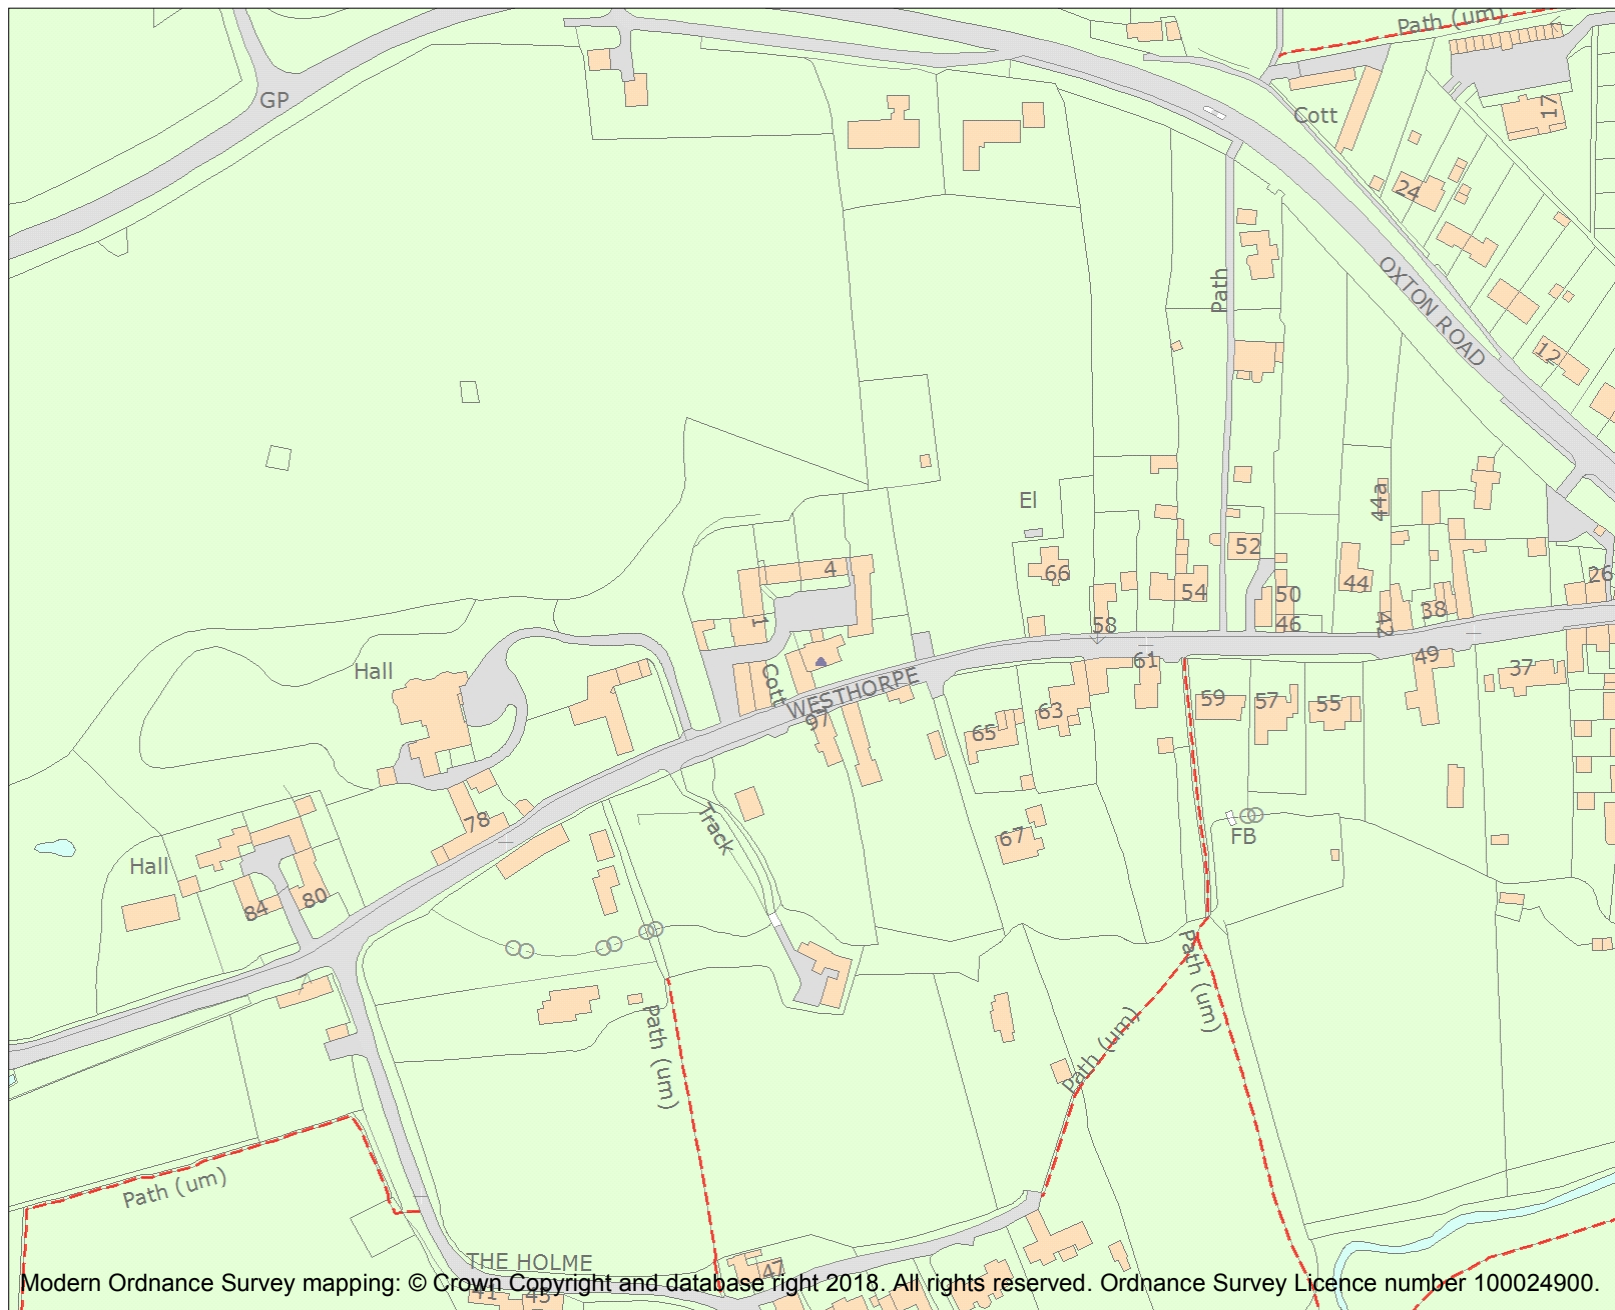 Path (um)
GP
Cott
17
24
Path
OXTON ROAD
12
El
44a
52
66
4
54
50
44
26
1
58
46
42
38
Hall
Cott
61
49
WESTHORPE
97
63
59
57
55
37
65
78
Track
67
FB
Hall
84
80
Path (um)
Path (um)
Path (um)
Path (um)
THE HOLME
47
41
45
Modern Ordnance Survey mapping: © Crown Copyright and database right 2018. All rights reserved. Ordnance Survey Licence number 100024900.